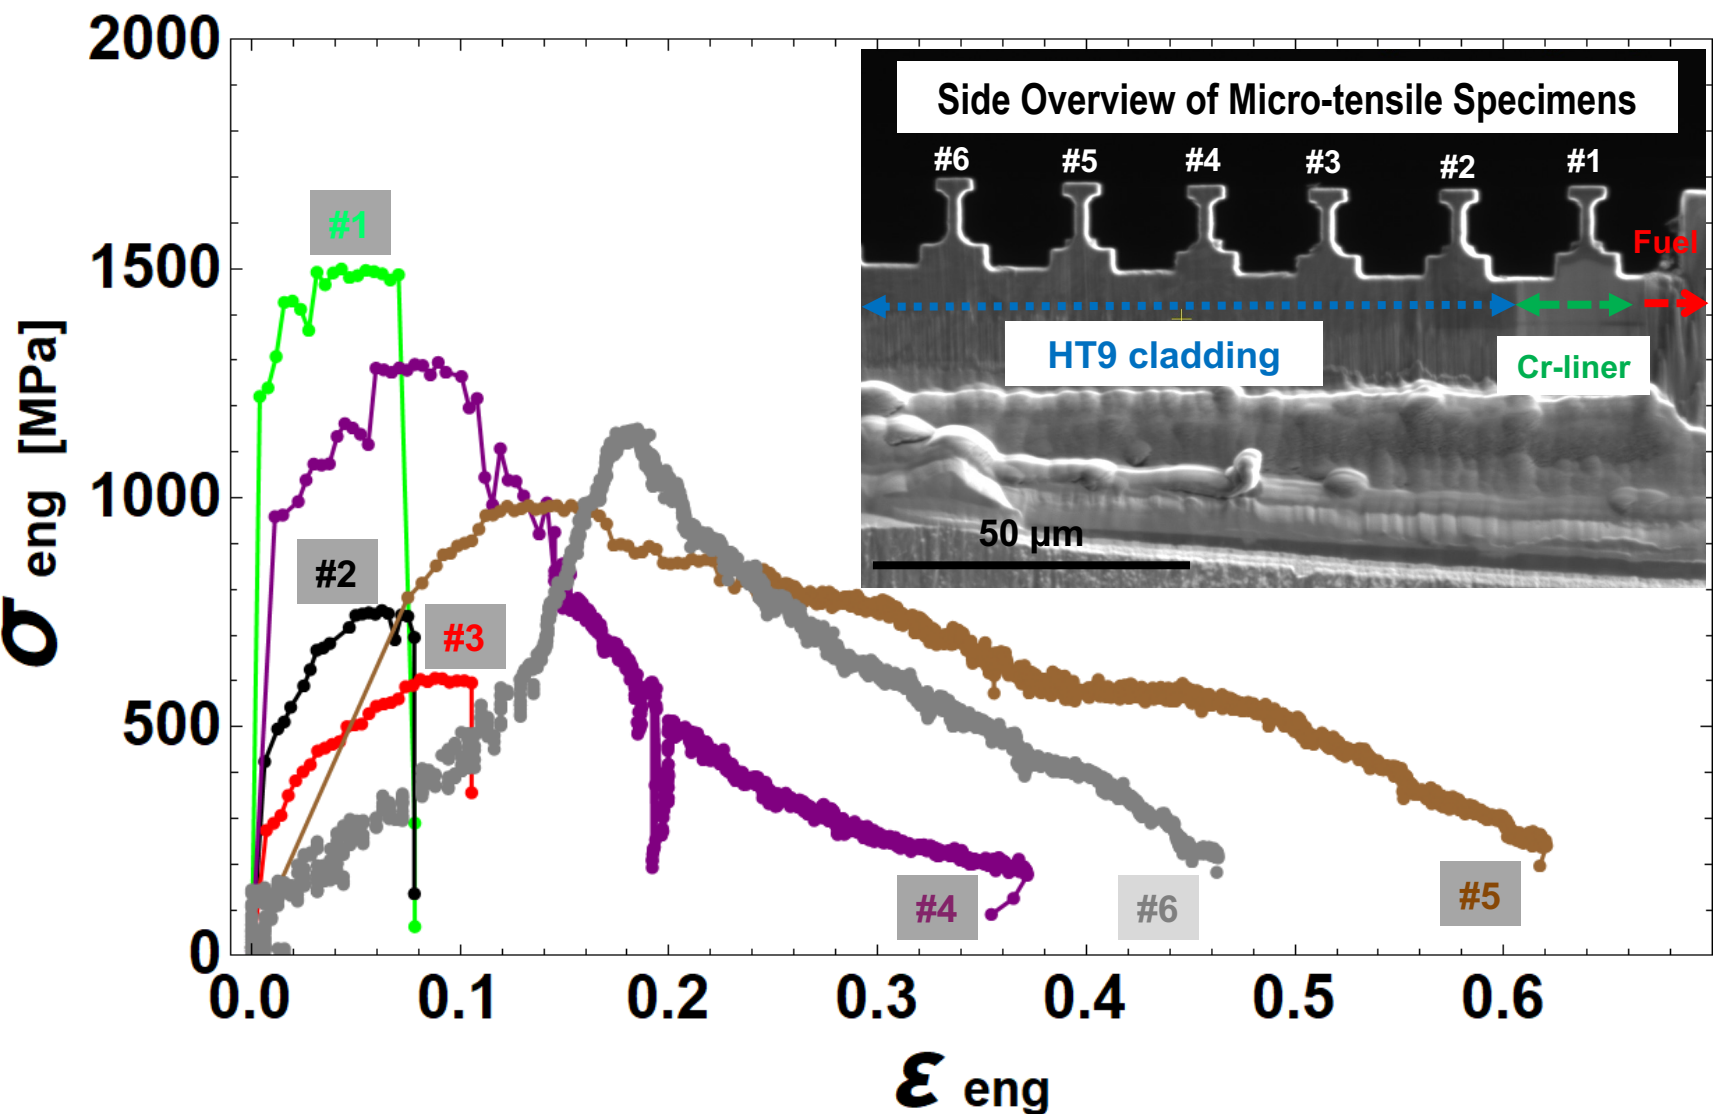 2000
1500
1000
500
0
0.0 0.1 0.2 0.3 0.4 0.5 0.6
σ eng [MPa]
ε eng
#1
#2
#3
#4
#6
#5
Side Overview of Micro-tensile Specimens
#6 #5 #4 #3 #2 #1
Fuel
HT9 cladding
Cr-liner
50 μm